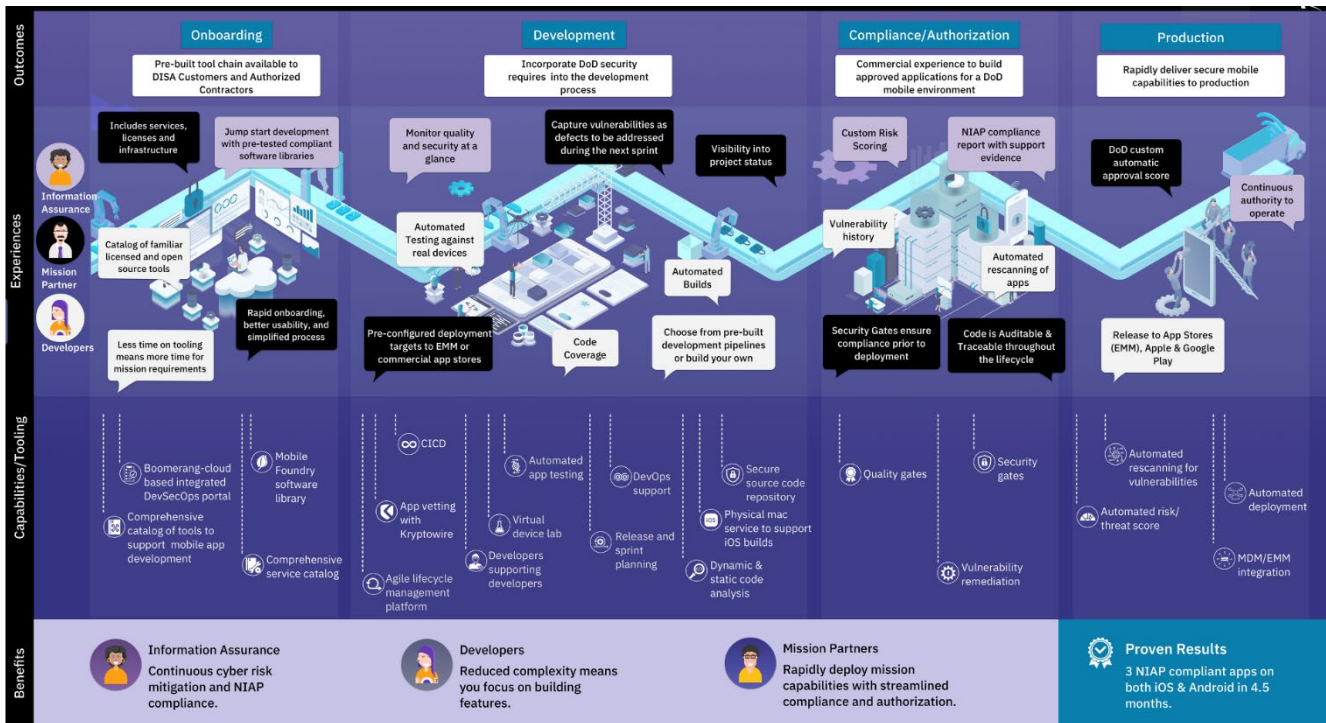 Outcomes
Onboarding
Pre-built tool chain available to
DISA Customers and Authorized
Contractors
Development
Incorporate DoD security
requires into the development
process
Compliance/Authorization
Commercial experience to build
approved applications for a DoD
mobile environment
Production
Rapidly deliver secure mobile
capabilities to production
Experiences
Information
Assurance
Mission
Partner
Developers
Includes services,
licenses and
infrastructure
Jump start development
with pre-tested compliant
software libraries
Catalog of familiar
licensed and open
source tools
Rapid onboarding,
better usability, and
simplified process
Less time on tooling
means more time for
mission requirements
Monitor quality
and security at a
glance
Capture vulnerabilities as
defects to be addressed
during the next sprint
Visibility into
project status
Automated
Testing against
real devices
Automated
Builds
Pre-configured deployment
targets to EMM or
commercial app stores
Code
Coverage
Choose from pre-built
development pipelines
or build your own
Custom Risk
Scoring
NIAP compliance
report with support
evidence
Vulnerability
history
Automated
rescanning of
apps
Security Gates ensure
compliance prior to
deployment
Code is Auditable &
Traceable throughout
the lifecycle
DoD custom
automatic
approval score
Continuous
authority to
operate
Release to App Stores
(EMM), Apple & Google
Play
Capabilities/Tooling
Boomerang-cloud
based integrated
DevSecOps portal
Mobile
Foundry
software
library
Comprehensive
catalog of tools to
support mobile app
development
Comprehensive
service catalog
CICD
App vetting
with
Kryptowire
Agile lifecycle
management
platform
Automated
app testing
Virtual
device lab
Developers
supporting
developers
DevOps
support
Release and
sprint
planning
Secure
source code
repository
iOS
Physical mac
service to support
iOS builds
Dynamic &
static code
analysis
Quality gates
Security
gates
Vulnerability
remediation
Automated
rescanning for
vulnerabilities
Automated risk/
threat score
Automated
deployment
MDM/EMM
integration
Benefits
Information Assurance
Continuous cyber risk
mitigation and NIAP
compliance.
Developers
Reduced complexity means
you focus on building
features.
Mission Partners
Rapidly deploy mission
capabilities with streamlined
compliance and authorization.
Proven Results
3 NIAP compliant apps on
both iOS & Android in 4.5
months.